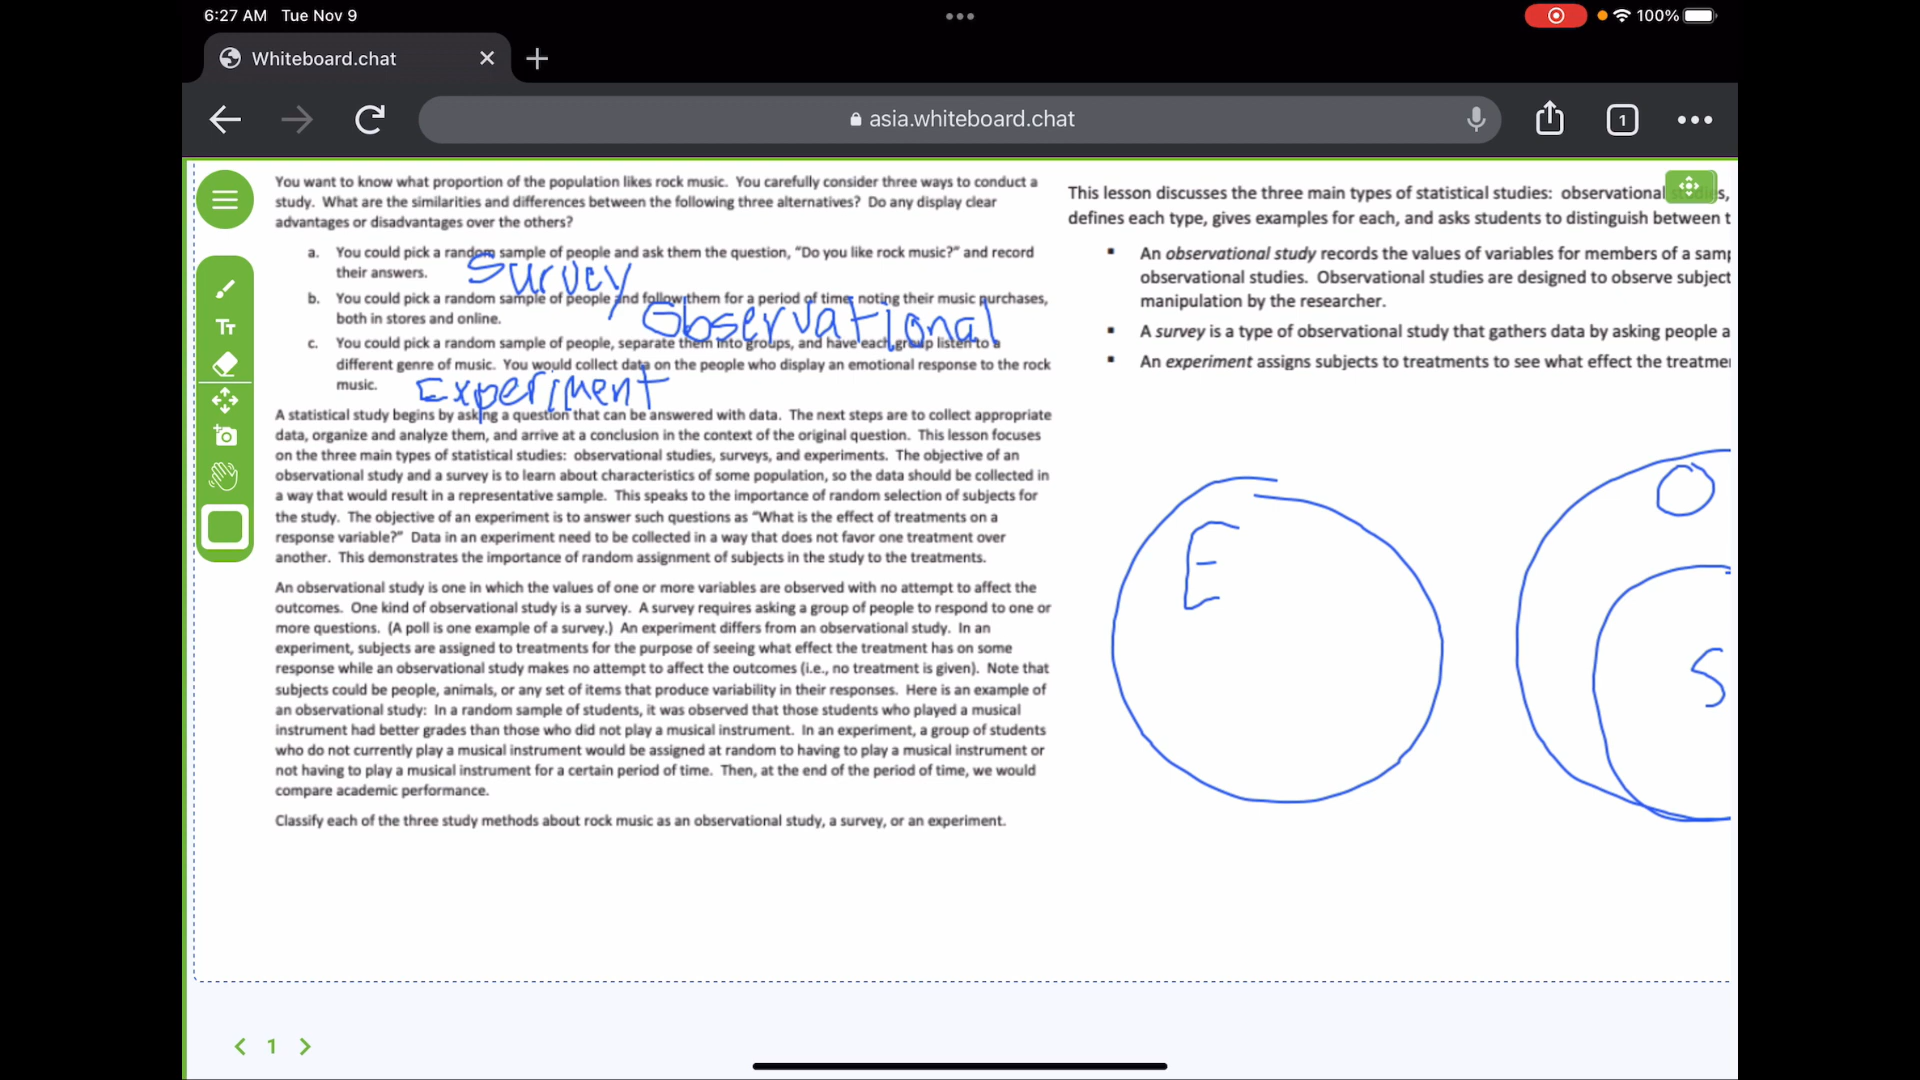 6:27 AM Tue Nov 9
100%
Whiteboard.chat
asia.whiteboard.chat
1
You want to know what proportion of the population likes rock music. You carefully consider three ways to conduct a
study. What are the similarities and differences between the following three alternatives? Do any display clear
advantages or disadvantages over the others?
a. You could pick a random sample of people and ask them the question, "Do you like rock music?" and record
their answers.
Survey
b. You could pick a random sample of people and follow them for a period of time, noting their music purchases,
both in stores and online.
Observational
c. You could pick a random sample of people, separate them into groups, and have each group listen to a
different genre of music. You would collect data on the people who display an emotional response to the rock
music.
Experiment
A statistical study begins by asking a question that can be answered with data. The next steps are to collect appropriate
data, organize and analyze them, and arrive at a conclusion in the context of the original question. This lesson focuses
on the three main types of statistical studies: observational studies, surveys, and experiments. The objective of an
observational study and a survey is to learn about characteristics of some population, so the data should be collected in
a way that would result in a representative sample. This speaks to the importance of random selection of subjects for
the study. The objective of an experiment is to answer such questions as "What is the effect of treatments on a
response variable?" Data in an experiment need to be collected in a way that does not favor one treatment over
another. This demonstrates the importance of random assignment of subjects in the study to the treatments.
An observational study is one in which the values of one or more variables are observed with no attempt to affect the
outcomes. One kind of observational study is a survey. A survey requires asking a group of people to respond to one or
more questions. (A poll is one example of a survey.) An experiment differs from an observational study. In an
experiment, subjects are assigned to treatments for the purpose of seeing what effect the treatment has on some
response while an observational study makes no attempt to affect the outcomes (i.e., no treatment is given). Note that
subjects could be people, animals, or any set of items that produce variability in their responses. Here is an example of
an observational study: In a random sample of students, it was observed that those students who played a musical
instrument had better grades than those who did not play a musical instrument. In an experiment, a group of students
who do not currently play a musical instrument would be assigned at random to having to play a musical instrument or
not having to play a musical instrument for a certain period of time. Then, at the end of the period of time, we would
compare academic performance.
Classify each of the three study methods about rock music as an observational study, a survey, or an experiment.
This lesson discusses the three main types of statistical studies: observational
defines each type, gives examples for each, and asks students to distinguish between
▪ An observational study records the values of variables for members of a
observational studies. Observational studies are designed to observe subject
manipulation by the researcher.
▪ A survey is a type of observational study that gathers data by asking people a
▪ An experiment assigns subjects to treatments to see what effect the
E
O
S
1